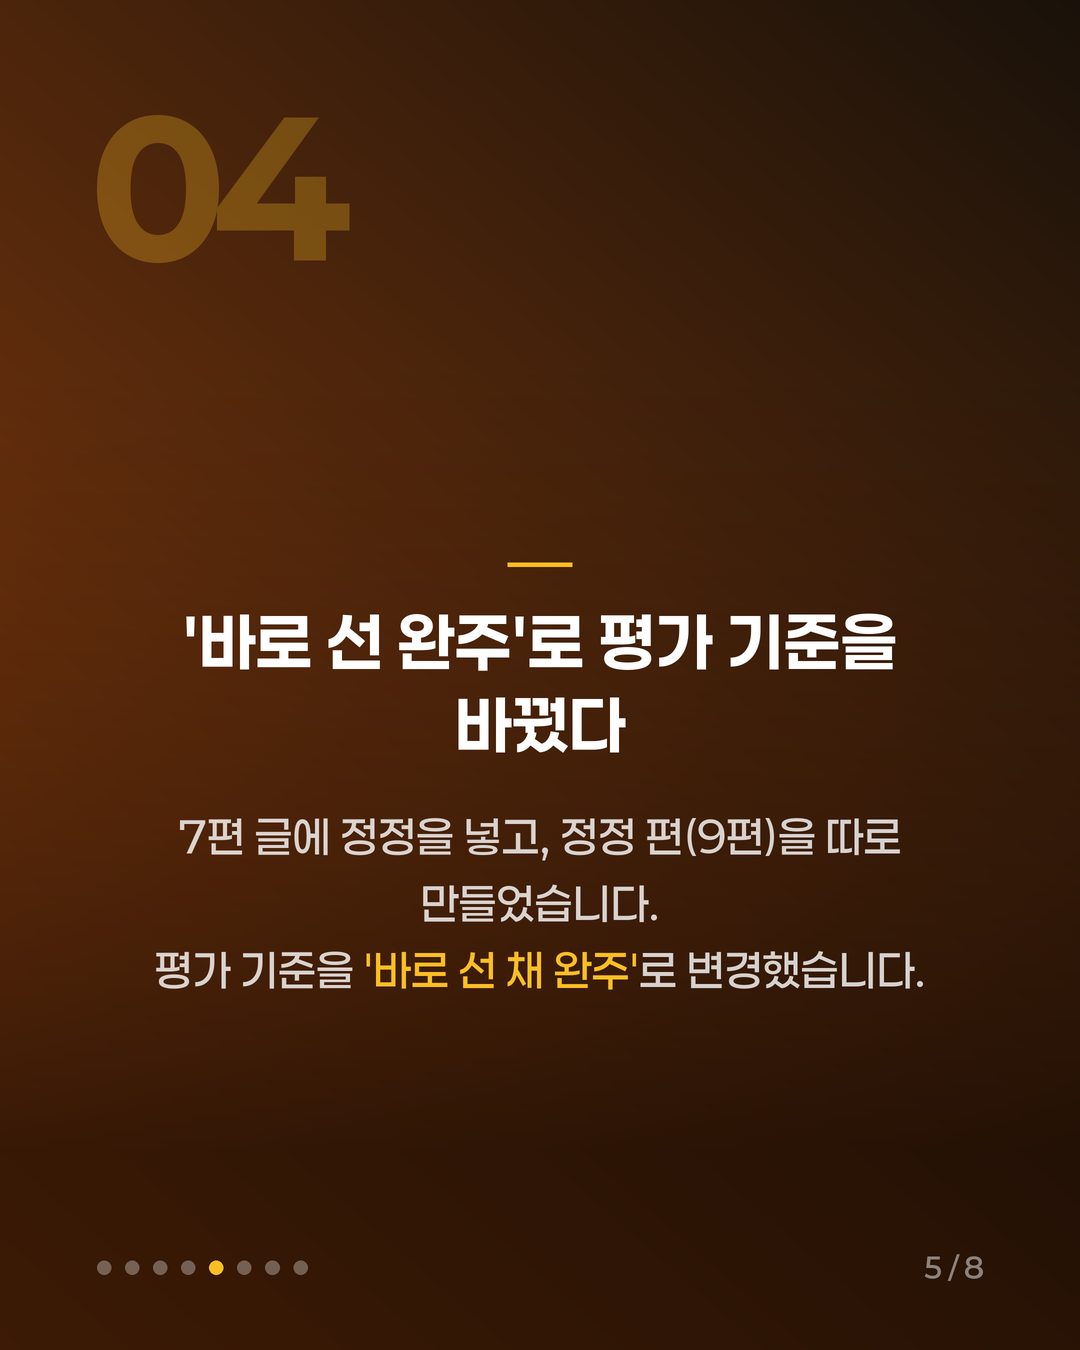 04
'바로 선 완주'로 평가 기준을
바꿨다
7편 글에 정정을 넣고, 정정 편(9편)을 따로
만들었습니다.
평가 기준을 '바로 선 채 완주'로 변경했습니다.
5/8